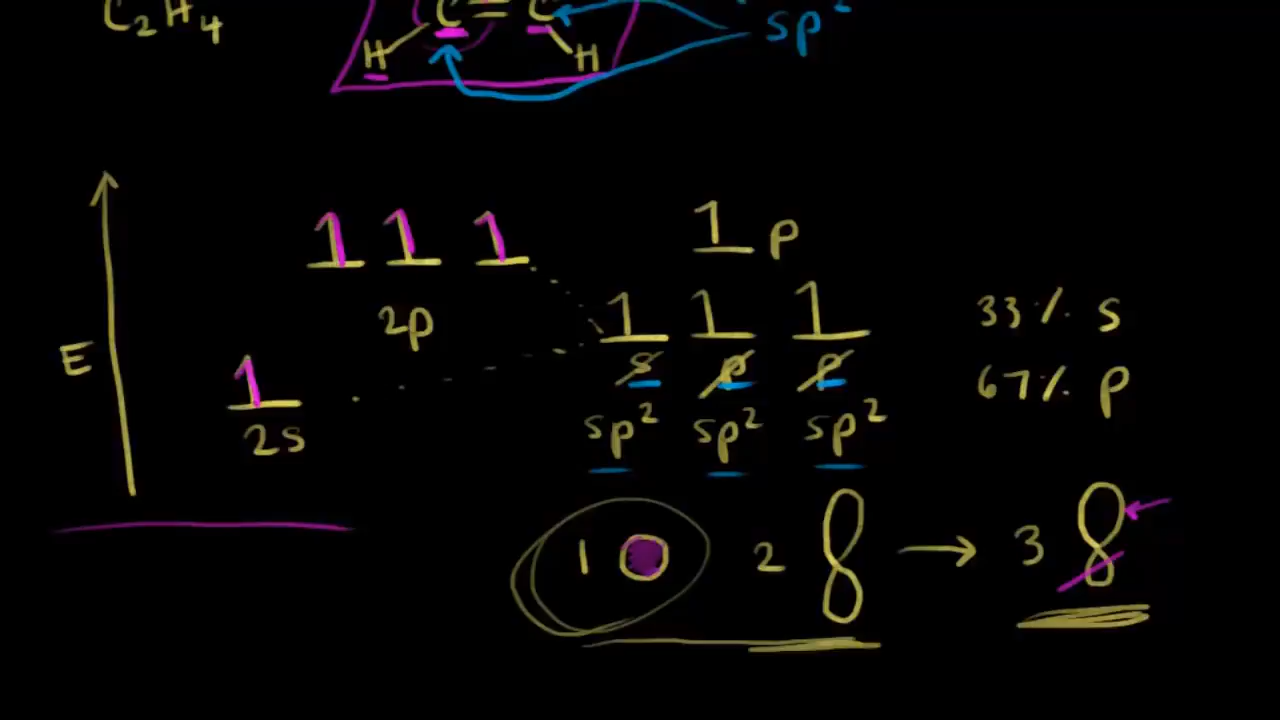 C₂H₄
C = C
sp²
H H
1 1 1
1 p
2p
1 1 1
33% s
E
s p p
67% p
1
2s
sp² sp² sp²
1 2 → 3